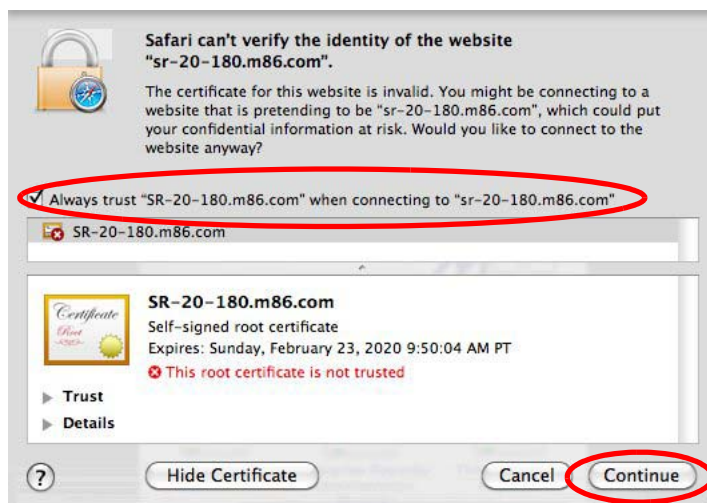 Safari can't verify the identity of the website
"sr-20-180.m86.com".
The certificate for this website is invalid. You might be connecting to a
website that is pretending to be "sr-20-180.m86.com", which could put
your confidential information at risk. Would you like to connect to the
website anyway?
Always trust "SR-20-180.m86.com" when connecting to "sr-20-180.m86.com"
SR-20-180.m86.com
Certificate
Root
SR-20-180.m86.com
Self-signed root certificate
Expires: Sunday, February 23, 2020 9:50:04 AM PT
This root certificate is not trusted
Trust
Details
?
Hide Certificate
Cancel
Continue